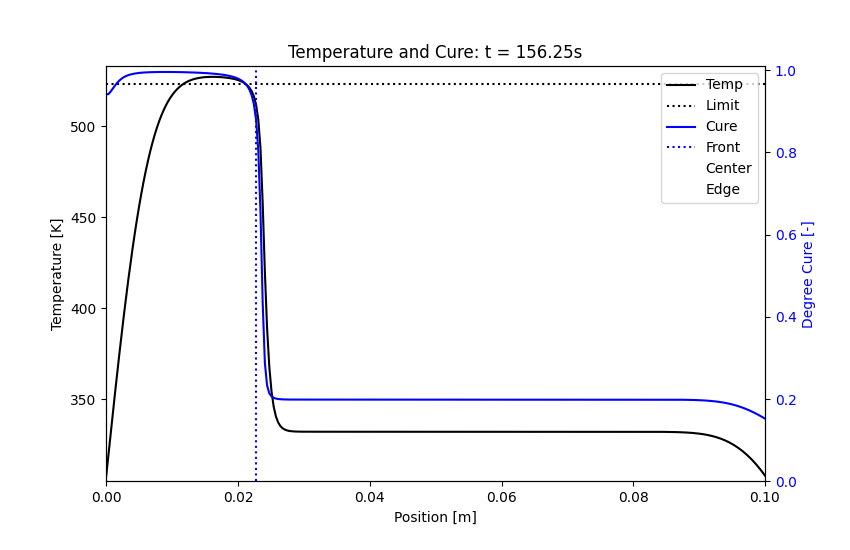 Temperature and Cure: t = 156.25s
Temp
Limit
Cure
Front
Center
Edge
500
450
400
350
Temperature [K]
1.0
0.8
0.6
0.4
0.2
0.0
Degree Cure [-]
0.00
0.02
0.04
0.06
0.08
0.10
Position [m]